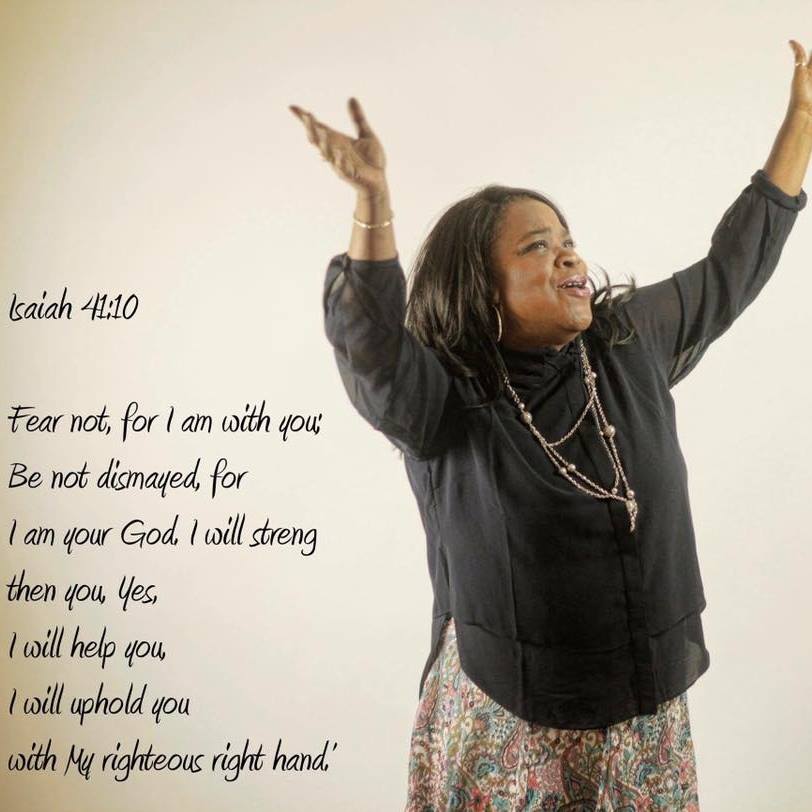 Isaiah 41:10
Fear not, for I am with you;
Be not dismayed, for
I am your God. I will streng
then you, Yes,
I will help you,
I will uphold you
with My righteous right hand.'